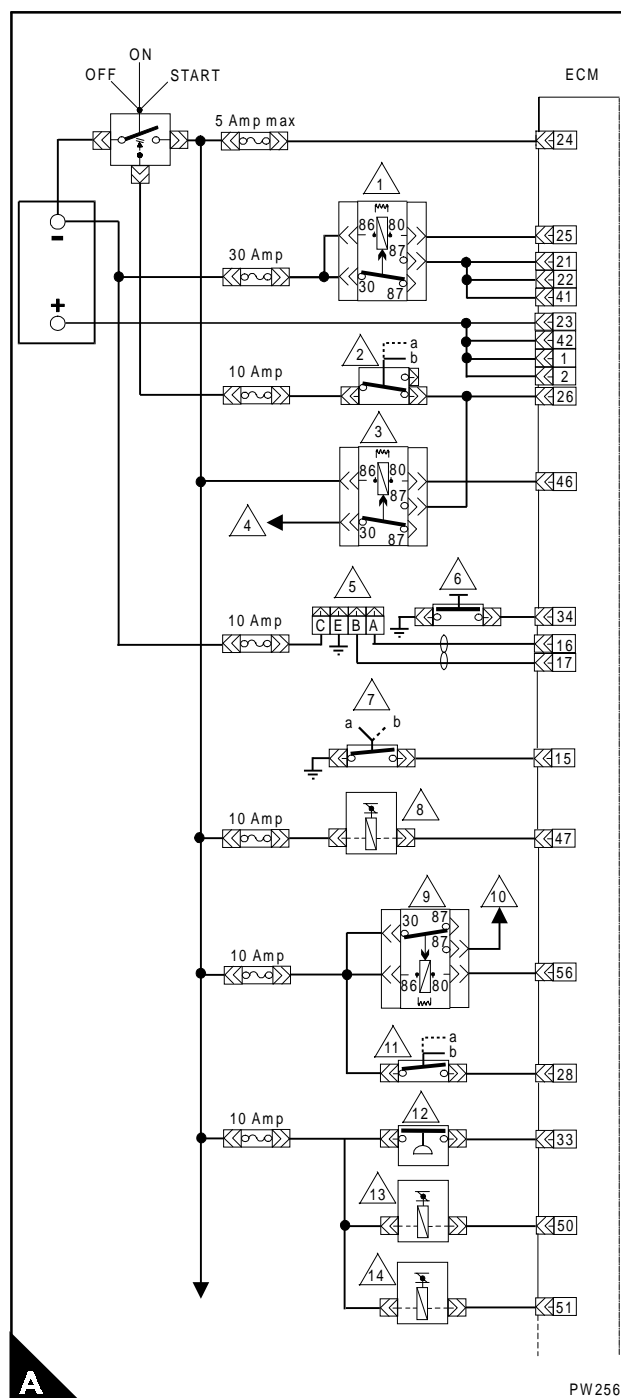 ON
OFF START ECM
5 Amp max 24
1
86 80 25
87
30 Amp 21
- 30 87 22
41
+ 23
42
2 a 1
b 2
10 Amp 26
3
86 80 46
87
4 30 87
5 6
10 Amp C E B A 34
16
17
7
a b
15
8
10 Amp 47
9 10
30 87
87
10 Amp 86 80 56
11 a
b
28
10 Amp 12 33
13
50
14
51
A PW256